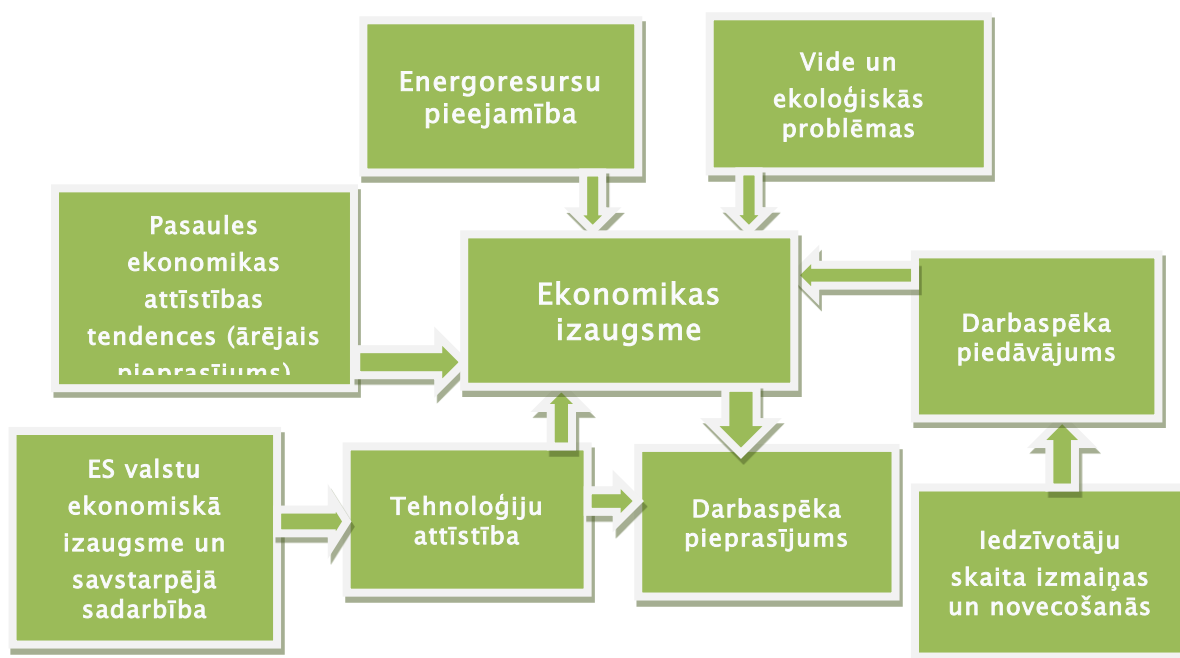 Energoresursu
pieejamība
Vide un
ekoloģiskās
problēmas
Pasaules
ekonomikas
attīstības
tendences (ārējais
pieprasījums)
Ekonomikas
izaugsme
Darbaspēka
piedāvājums
ES valstu
ekonomiskā
izaugsme un
savstarpējā
sadarbība
Tehnoloģiju
attīstība
Darbaspēka
pieprasījums
Iedzīvotāju
skaita izmaiņas
un novecošanās